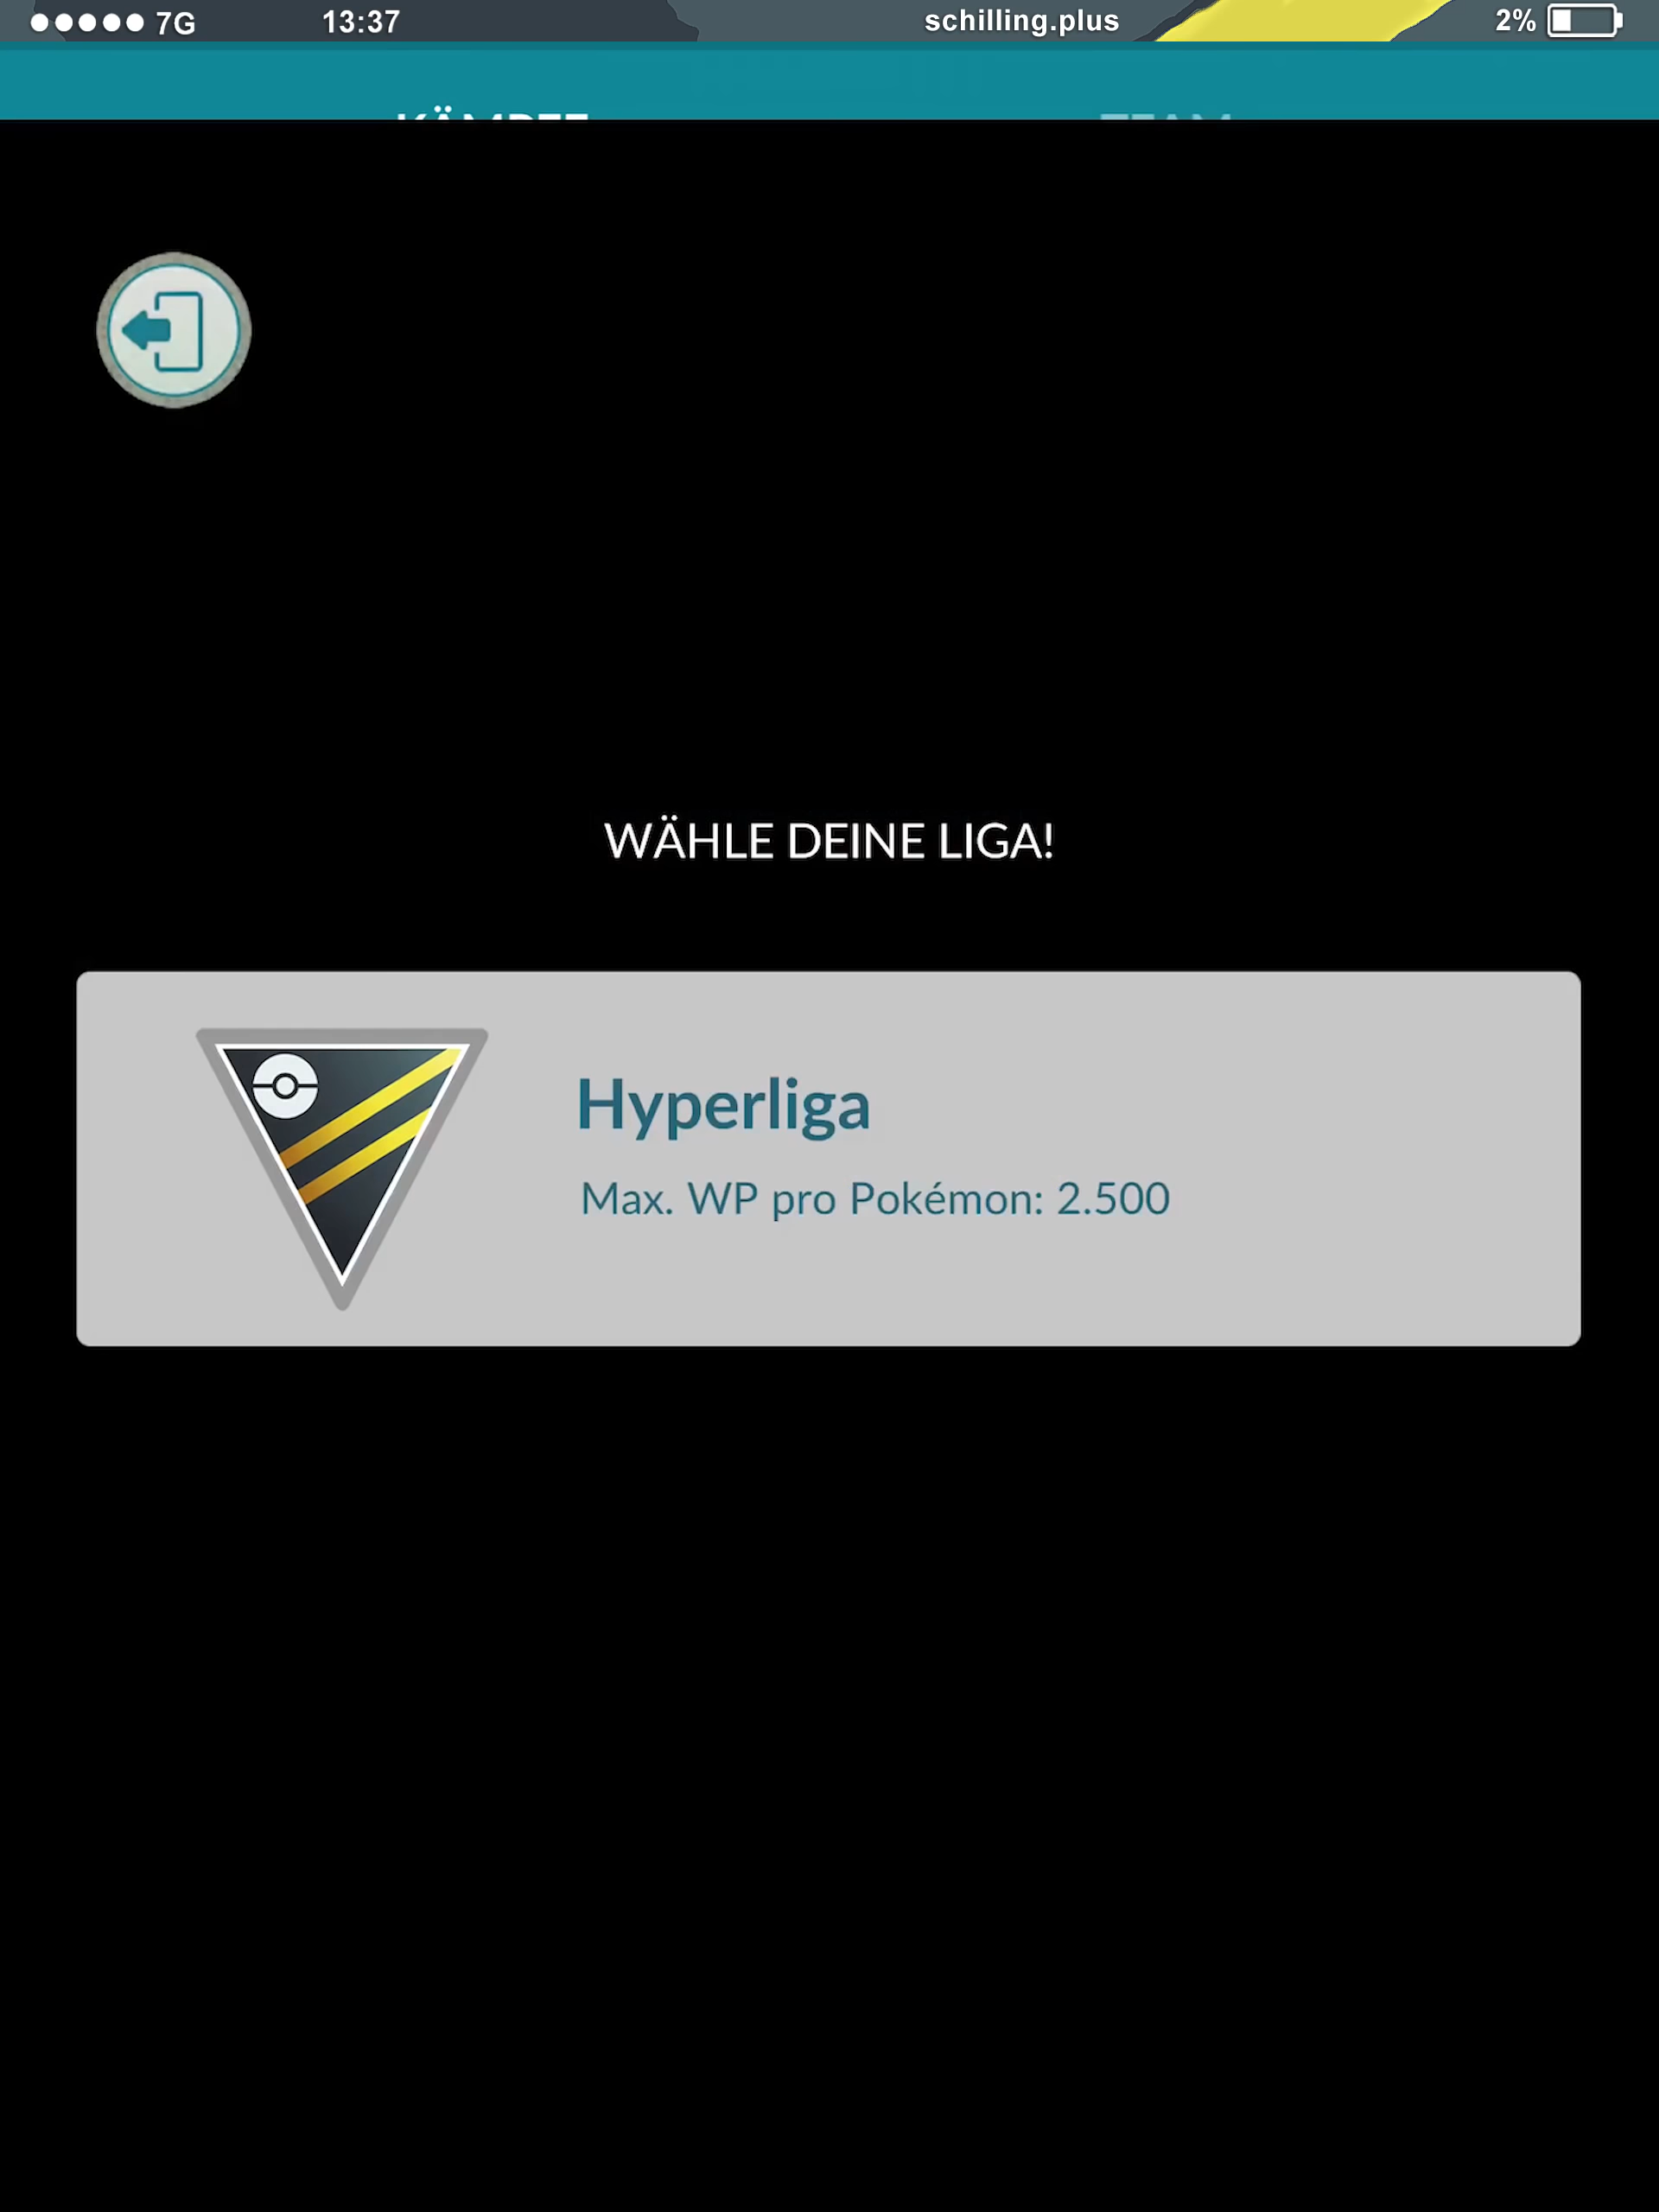 7G 13:37 schilling.plus 2%
WÄHLE DEINE LIGA!
Hyperliga
Max. WP pro Pokémon: 2.500